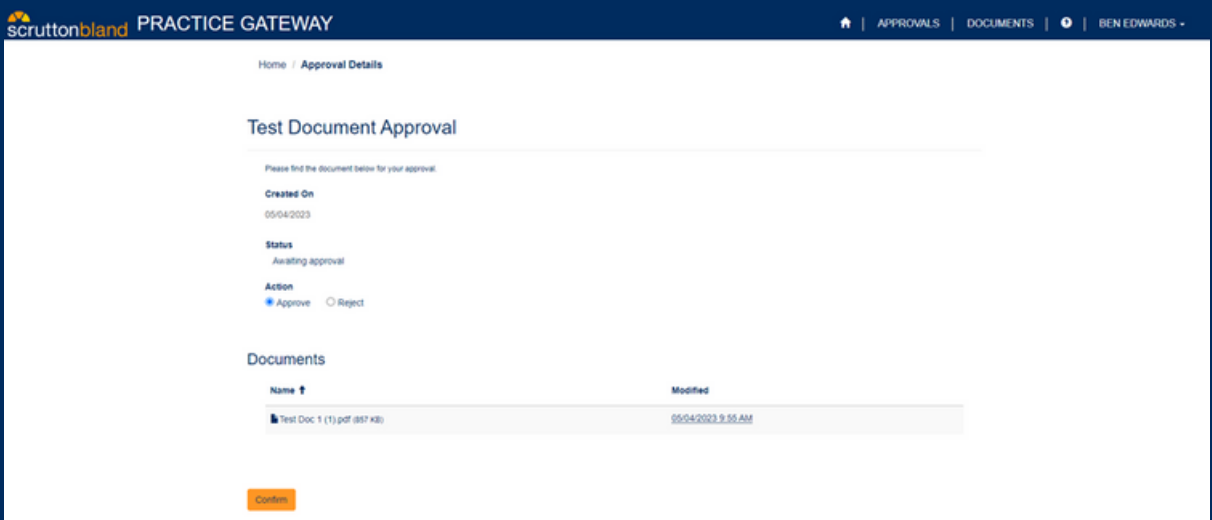 scruttonbland PRACTICE GATEWAY
APPROVALS | DOCUMENTS | | BEN EDWARDS
Home / Approval Details
Test Document Approval
Please find the document below for your approval.
Created On
05/04/2023
Status
Awaiting approval
Action
Approve Reject
Documents
Name Modified
Test Doc 1 (1).pdf (857 KB) 05/04/2023 9:55 AM
Confirm